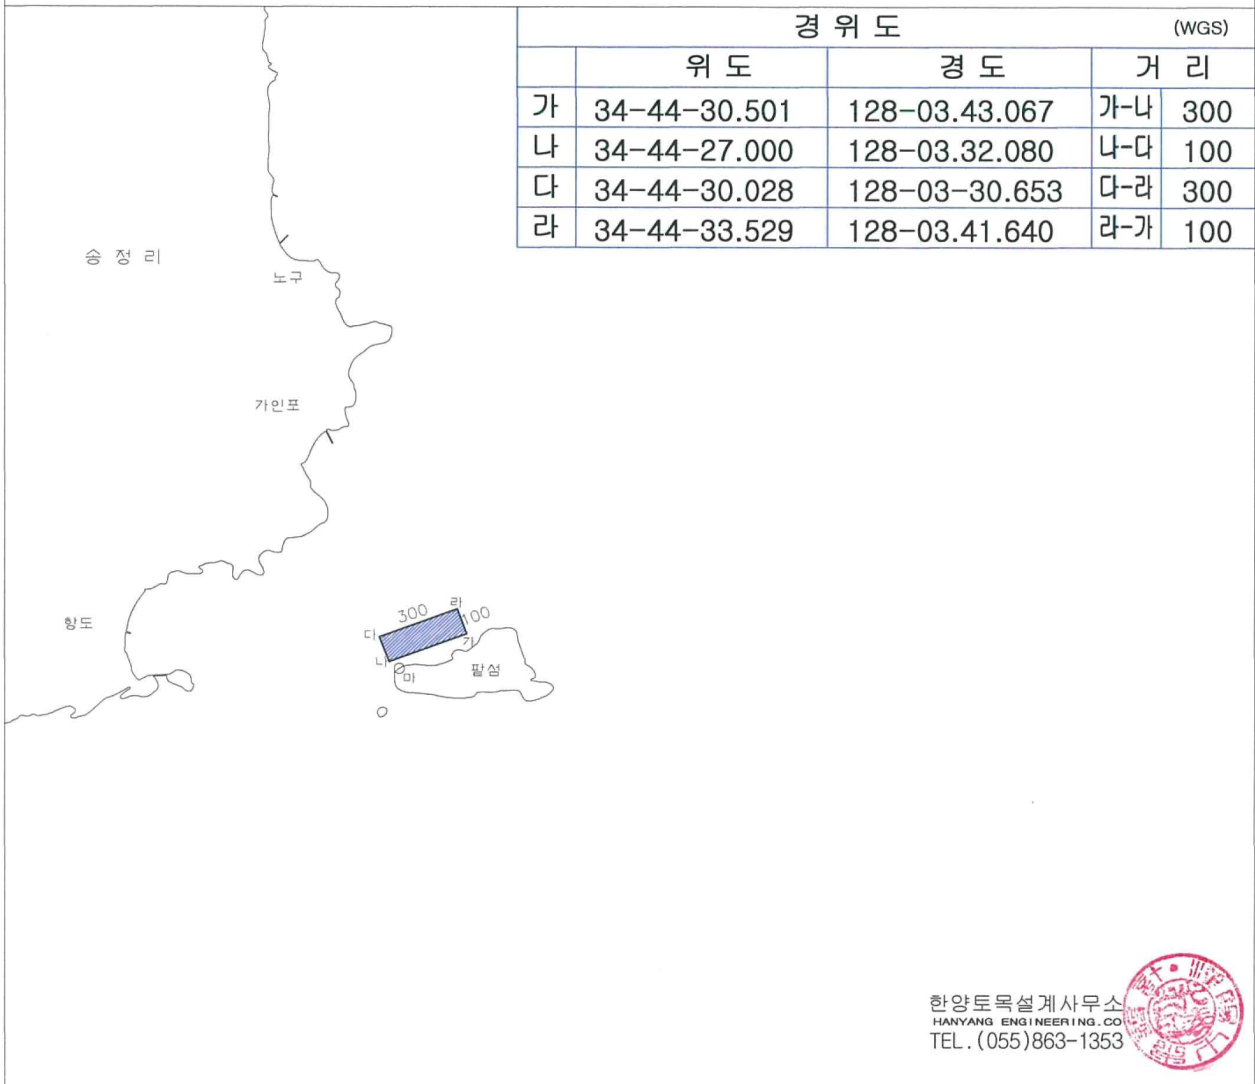 경 위 도 (WGS)
위 도 경 도 거 리
가 34-44-30.501 128-03.43.067 가-나 300
나 34-44-27.000 128-03.32.080 나-다 100
다 34-44-30.028 128-03-30.653 다-라 300
라 34-44-33.529 128-03.41.640 라-가 100
송 정 리
노구
가인포
항도
300
라
100
다
가
나
마
팥섬
한양토목설계사무소
HANYANG ENGINEERING.CO
TEL.(055)863-1353